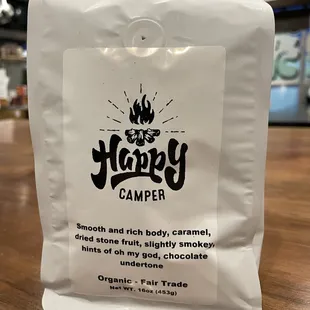 Happy
CAMPER
Smooth and rich body, caramel,
dried stone fruit, slightly smokey,
hints of oh my god, chocolate
undertone
Organic - Fair Trade
Net WT. 16oz (453g)